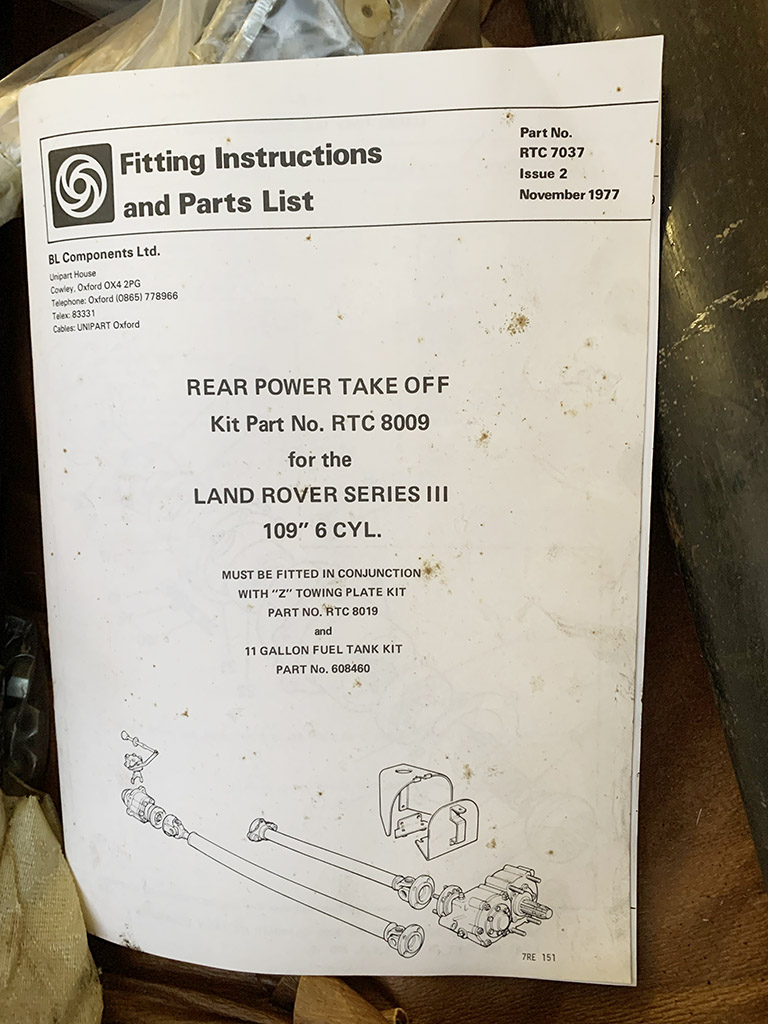 Fitting Instructions
and Parts List
Part No.
RTC 7037
Issue 2
November 1977
BL Components Ltd.
Unipart House
Cowley, Oxford OX4 2PG
Telephone: Oxford (0865) 778966
Telex: 83331
Cables: UNIPART Oxford
REAR POWER TAKE OFF
Kit Part No. RTC 8009
for the
LAND ROVER SERIES III
109" 6 CYL.
MUST BE FITTED IN CONJUNCTION
WITH "Z" TOWING PLATE KIT
PART NO. RTC 8019
and
11 GALLON FUEL TANK KIT
PART No. 608460
7RE 151